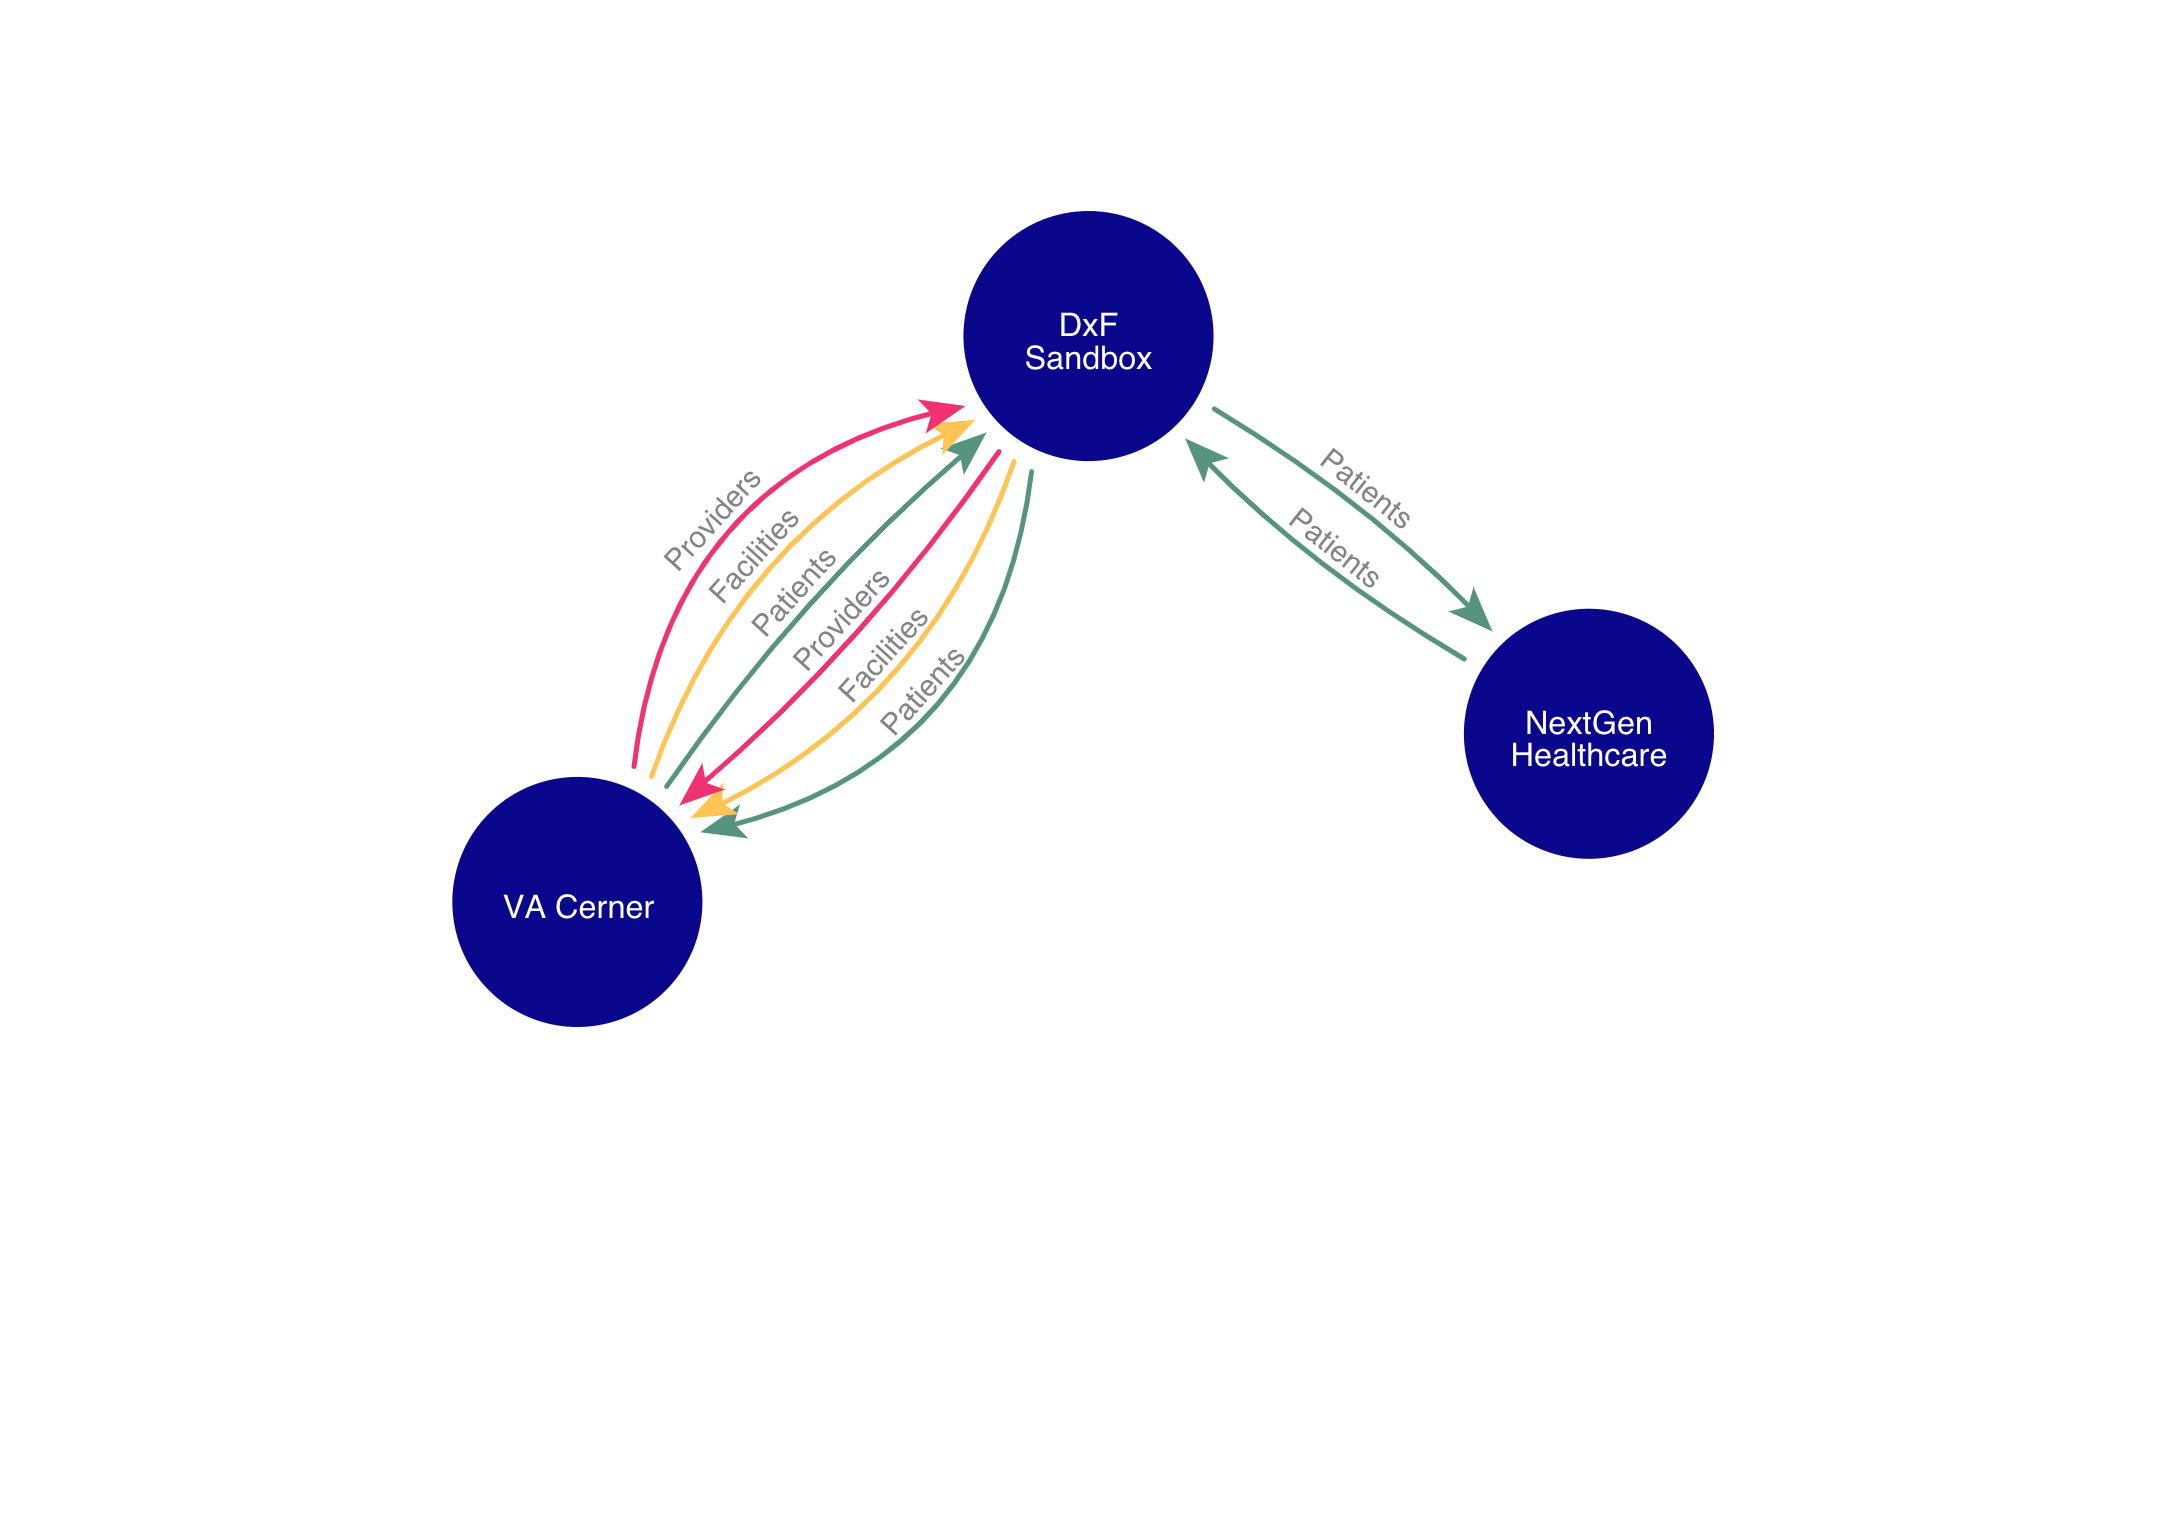 DxF
Sandbox
Providers
Facilities
Patients
Providers
Facilities
Patients
Patients
Patients
NextGen
Healthcare
VA Cerner